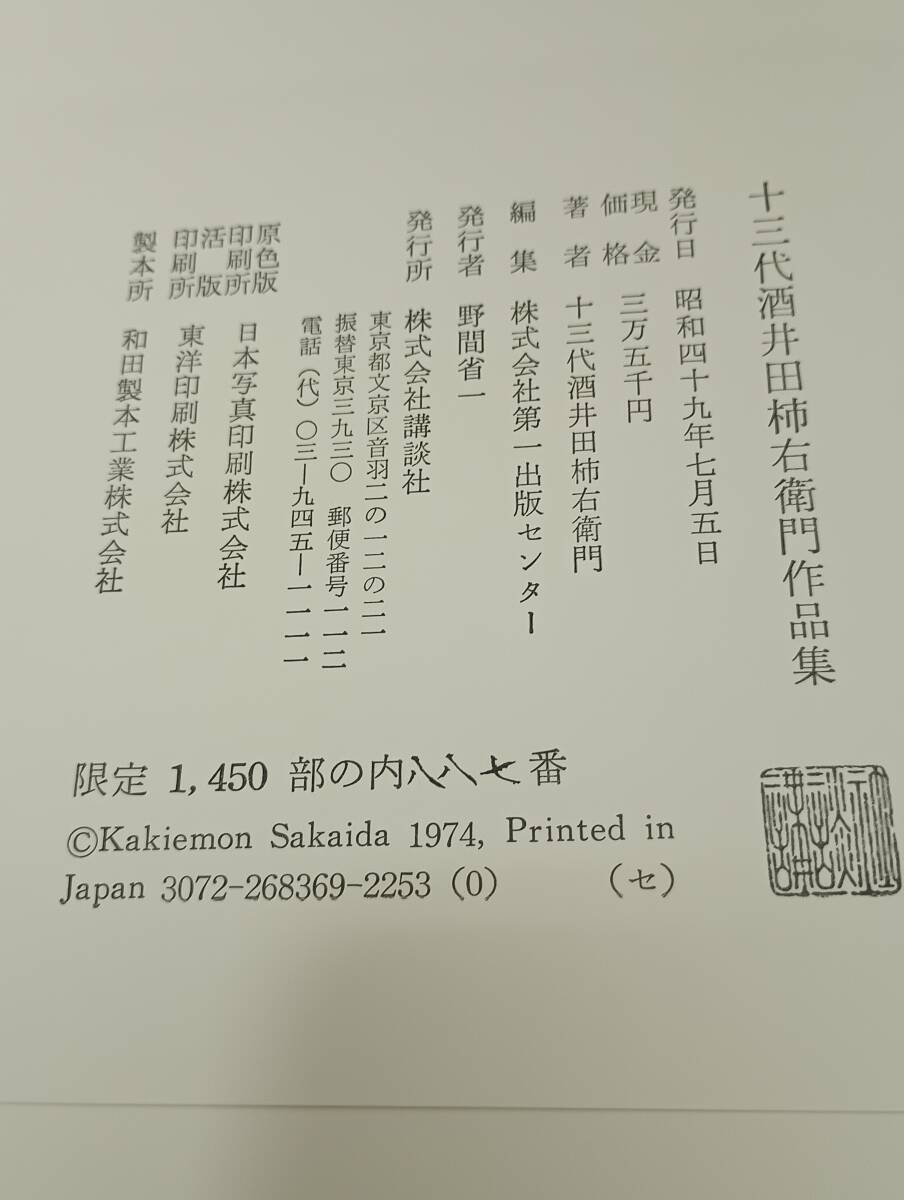 十三代酒井田柿右衛門作品集
発行日 昭和四十九年七月五日
現金価格 三万五千円
著者 十三代酒井田柿右衛門
編集 株式会社第一出版センター
発行者 野間省一
発行所 株式会社講談社
東京都文京区音羽二の一二の二一
振替東京三九三〇 郵便番号一一二
電話(代)〇三―九四五―一一一一
原色版印刷所 日本写真印刷株式会社
活版印刷所 東洋印刷株式会社
製本所 和田製本工業株式会社
限定 1,450 部の内八八七番
©Kakiemon Sakaida 1974, Printed in
Japan 3072-268369-2253 (0) (セ)